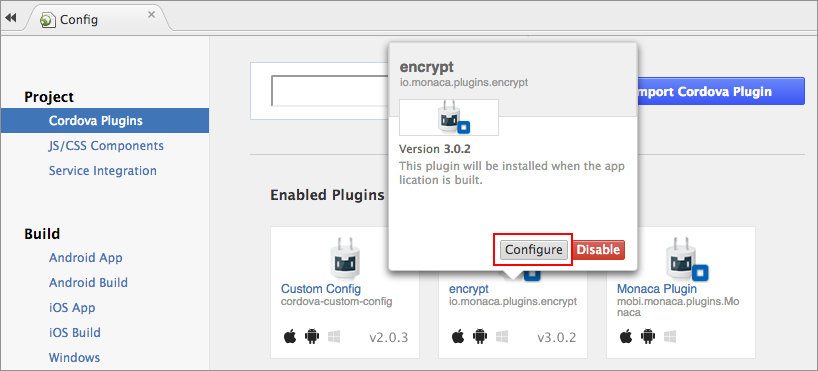 Config
Project
Cordova Plugins
JS/CSS Components
Service Integration
Build
Android App
Android Build
iOS App
iOS Build
Windows
mport Cordova Plugin
encrypt
io.monaca.plugins.encrypt
Version 3.0.2
This plugin will be installed when the app
lication is built.
Configure
Disable
Enabled Plugins
Custom Config
cordova-custom-config
v2.0.3
encrypt
io.monaca.plugins.encrypt
v3.0.2
Monaca Plugin
mobi.monaca.plugins.Mo
naca